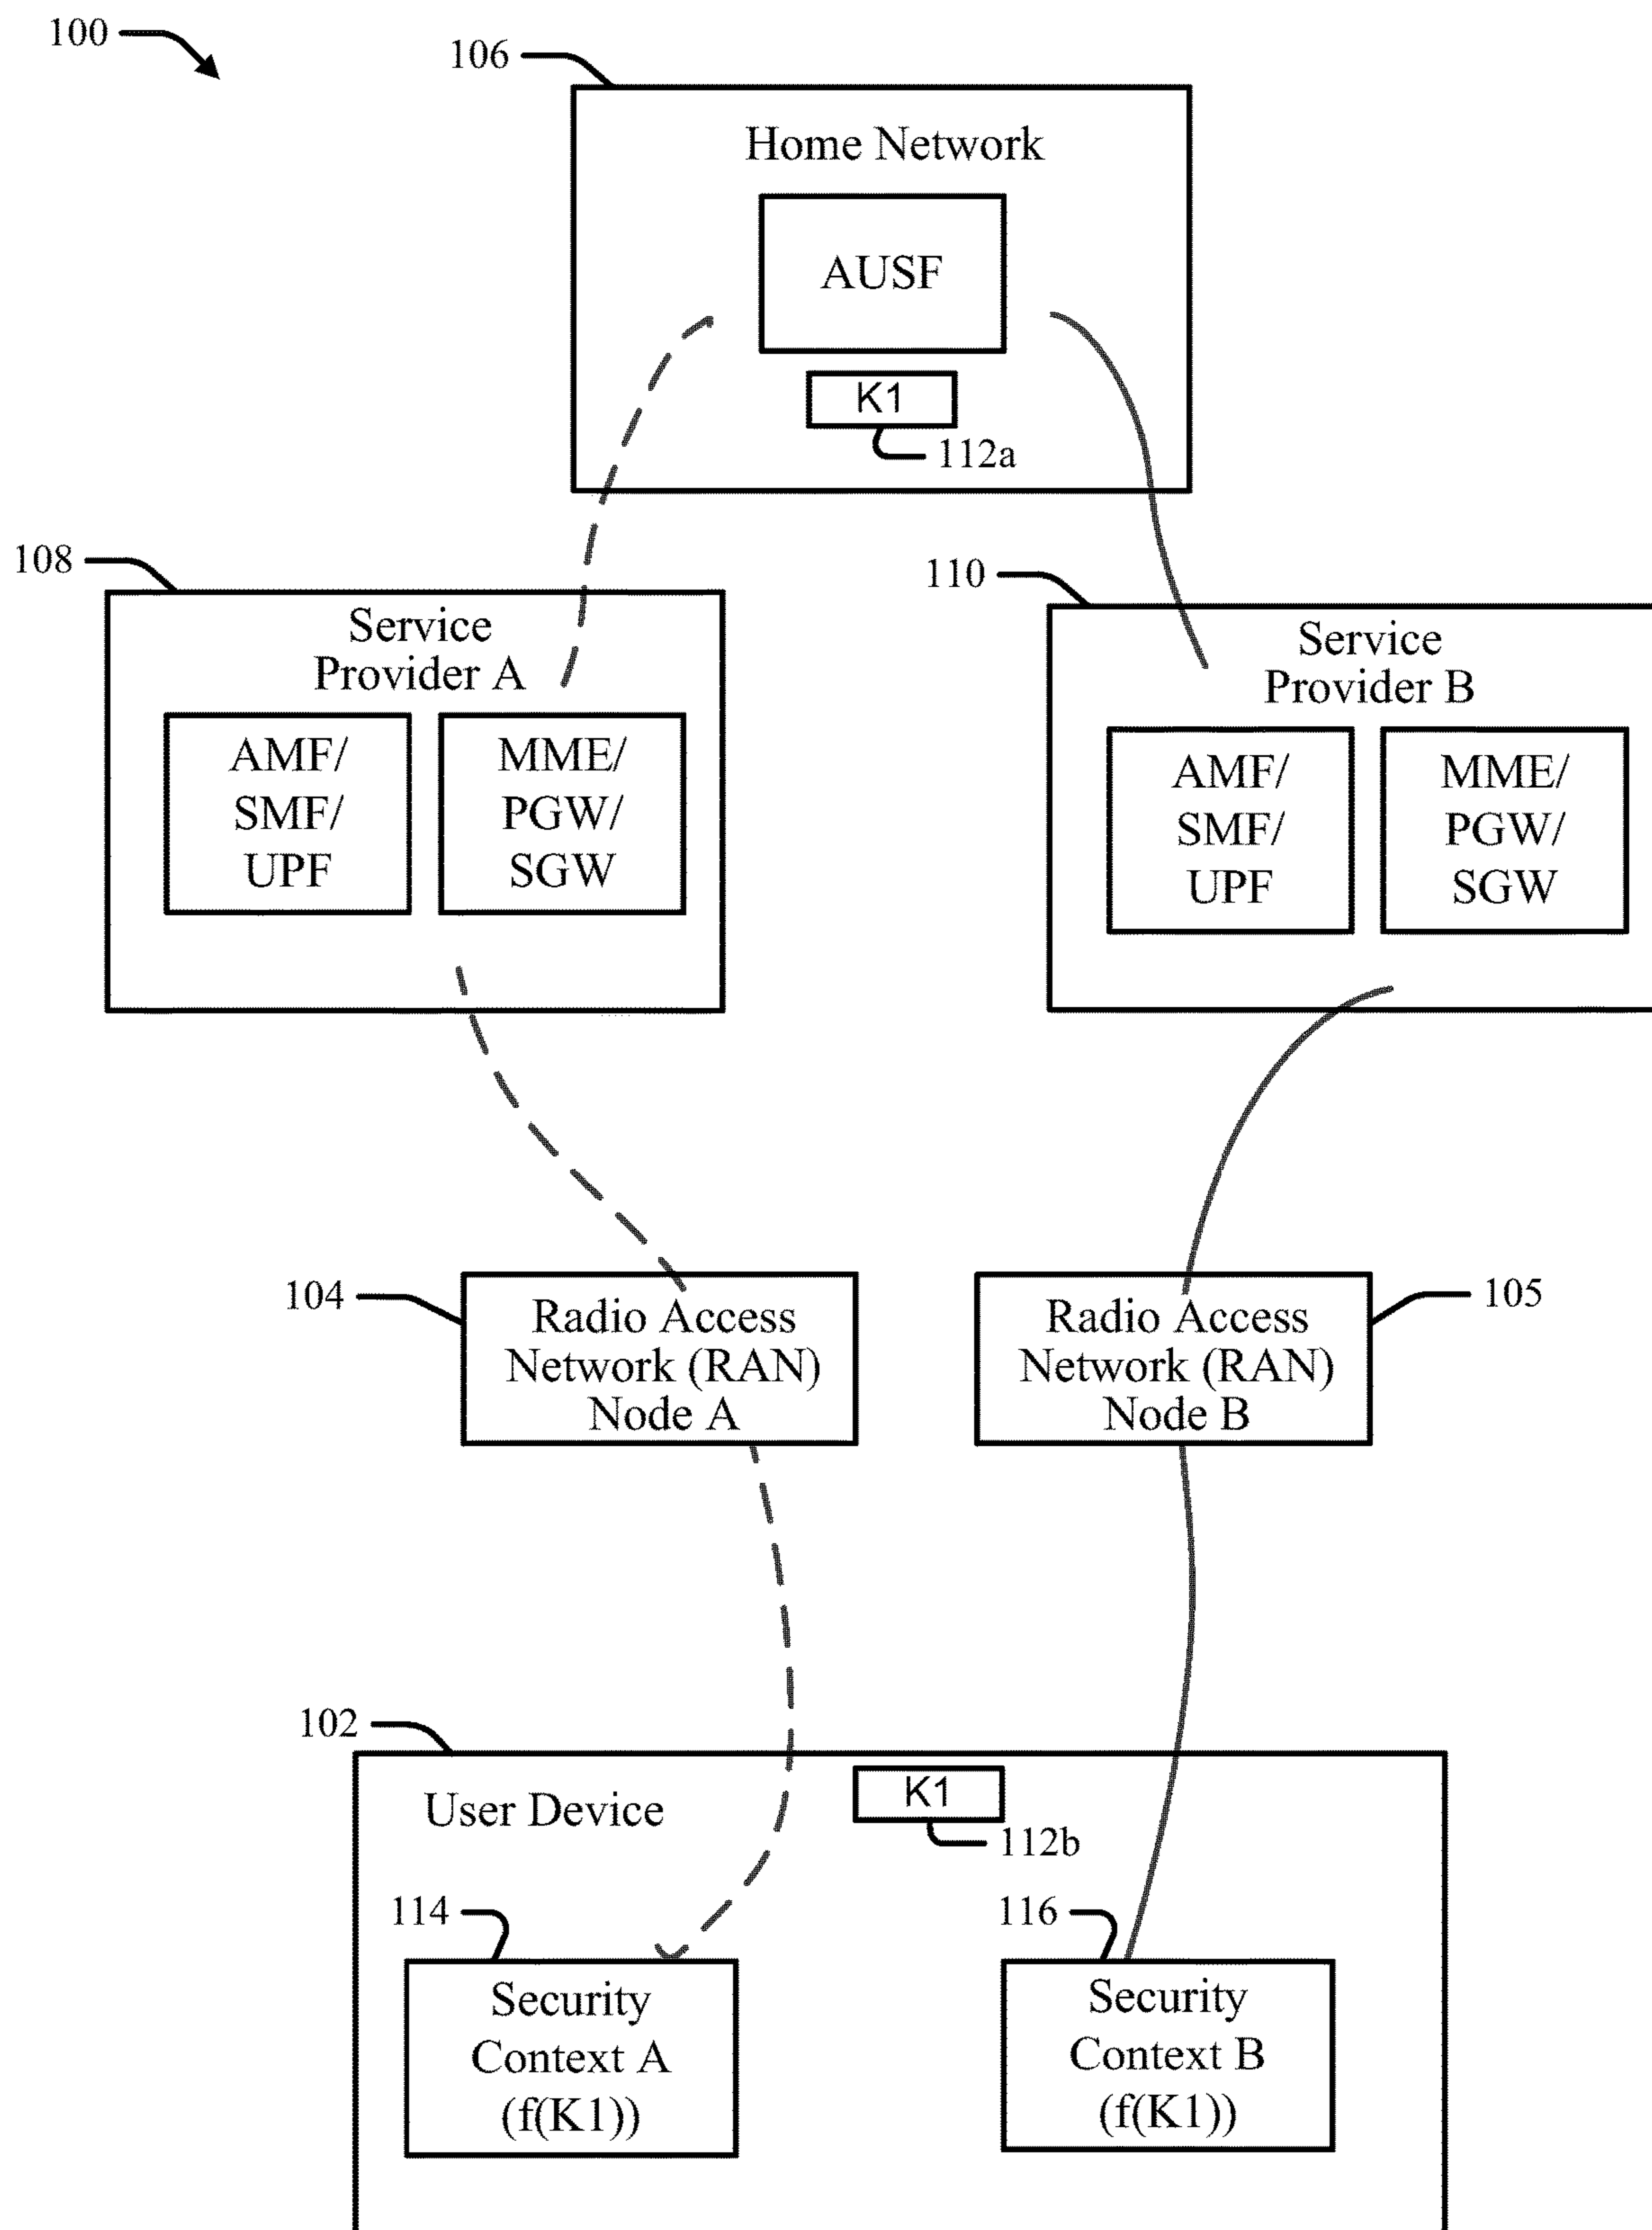 100
106
Home Network
AUSF
K1
112a
108
110
Service
Provider A
Service
Provider B
AMF/
SMF/
UPF
MME/
PGW/
SGW
AMF/
SMF/
UPF
MME/
PGW/
SGW
104
105
Radio Access
Network (RAN)
Node A
Radio Access
Network (RAN)
Node B
102
User Device
K1
112b
114
116
Security
Context A
(f(K1))
Security
Context B
(f(K1))